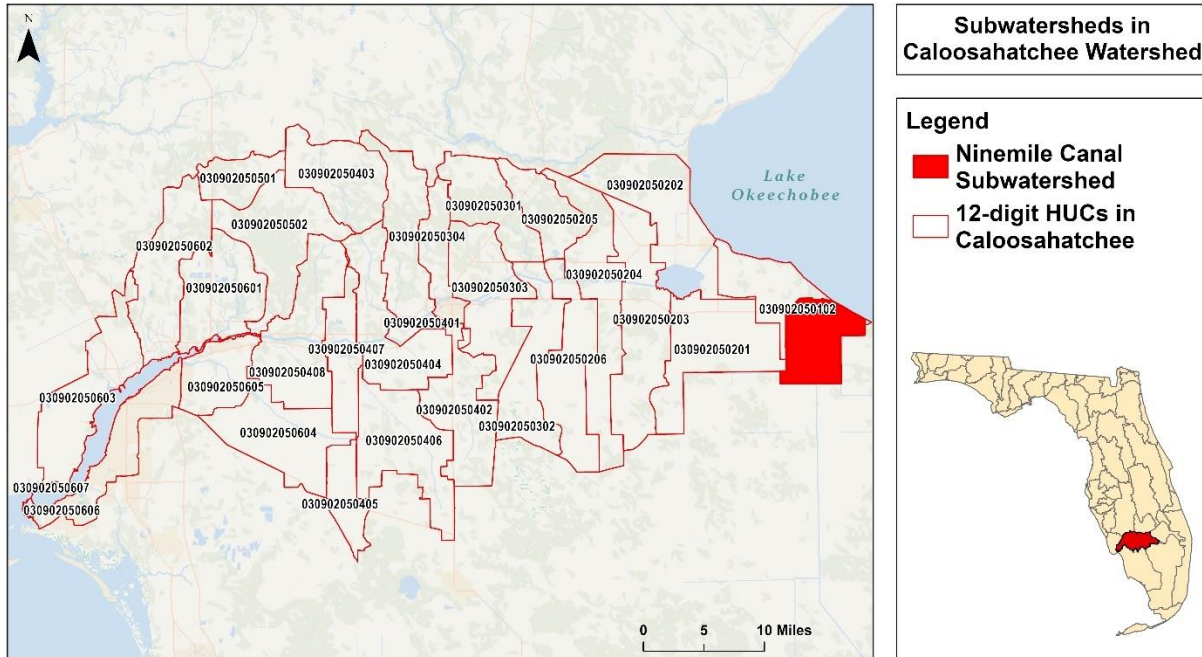 N
Lake
Okeechobee
030902050501
030902050403
030902050202
030902050301
030902050205
030902050502
030902050304
030902050602
030902050204
030902050601
030902050303
030902050102
030902050401
030902050203
030902050407
030902050201
030902050206
030902050404
030902050408
030902050605
030902050603
030902050402
030902050302
030902050604
030902050406
030902050607
030902050405
030902050606
0 5 10 Miles
Subwatersheds in
Caloosahatchee Watershed
Legend
Ninemile Canal
Subwatershed
12-digit HUCs in
Caloosahatchee